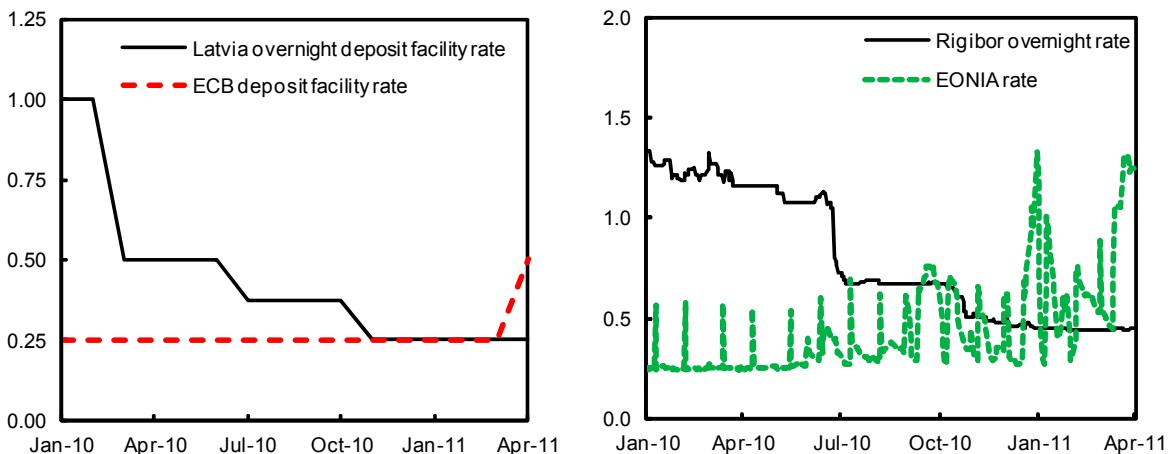 1.25
Latvia overnight deposit facility rate
ECB deposit facility rate
1.00
0.75
0.50
0.25
0.00
Jan-10 Apr-10 Jul-10 Oct-10 Jan-11 Apr-11
2.0
Rigibor overnight rate
EONIA rate
1.5
1.0
0.5
0.0
Jan-10 Apr-10 Jul-10 Oct-10 Jan-11 Apr-11